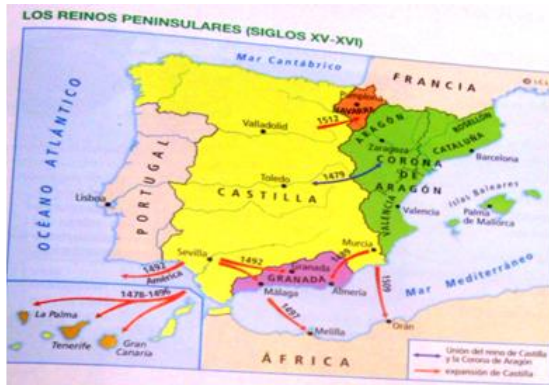 LOS REINOS PENINSULARES (SIGLOS XV-XVI)
Mar Cantábrico
FRANCIA
OCÉANO ATLÁNTICO
Pamplona
NAVARRA
1512
Valladolid
ARAGÓN
Zaragoza
ROSELLÓN
CATALUÑA
Barcelona
CORONA
DE
ARAGÓN
PORTUGAL
Toledo
1479
CASTILLA
Lisboa
VALENCIA
Valencia
Islas Baleares
Palma
de Mallorca
Sevilla
1492
América
1492
Granada
GRANADA
Murcia
Málaga
Almería
Mar Mediterráneo
1478-1496
La Palma
Tenerife
Gran
Canaria
1497
Melilla
1509
Orán
ÁFRICA
Unión del reino de Castilla
y la Corona de Aragón
expansión de Castilla